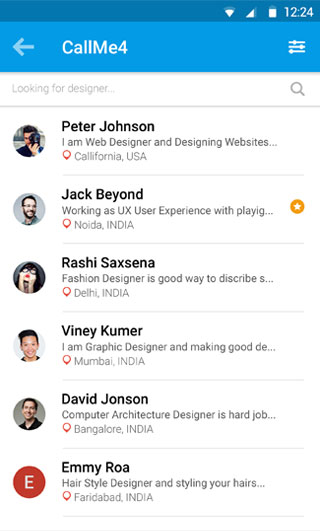 12:24
CallMe4
Looking for designer...
Peter Johnson
I am Web Designer and Designing Websites...
Callifornia, USA
Jack Beyond
Working as UX User Experience with playig...
Noida, INDIA
Rashi Saxsena
Fashion Designer is good way to discribe s...
Delhi, INDIA
Viney Kumer
I am Graphic Designer and making good de...
Mumbai, INDIA
David Jonson
Computer Architecture Designer is hard job...
Bangalore, INDIA
E
Emmy Roa
Hair Style Designer and styling your hairs...
Faridabad, INDIA